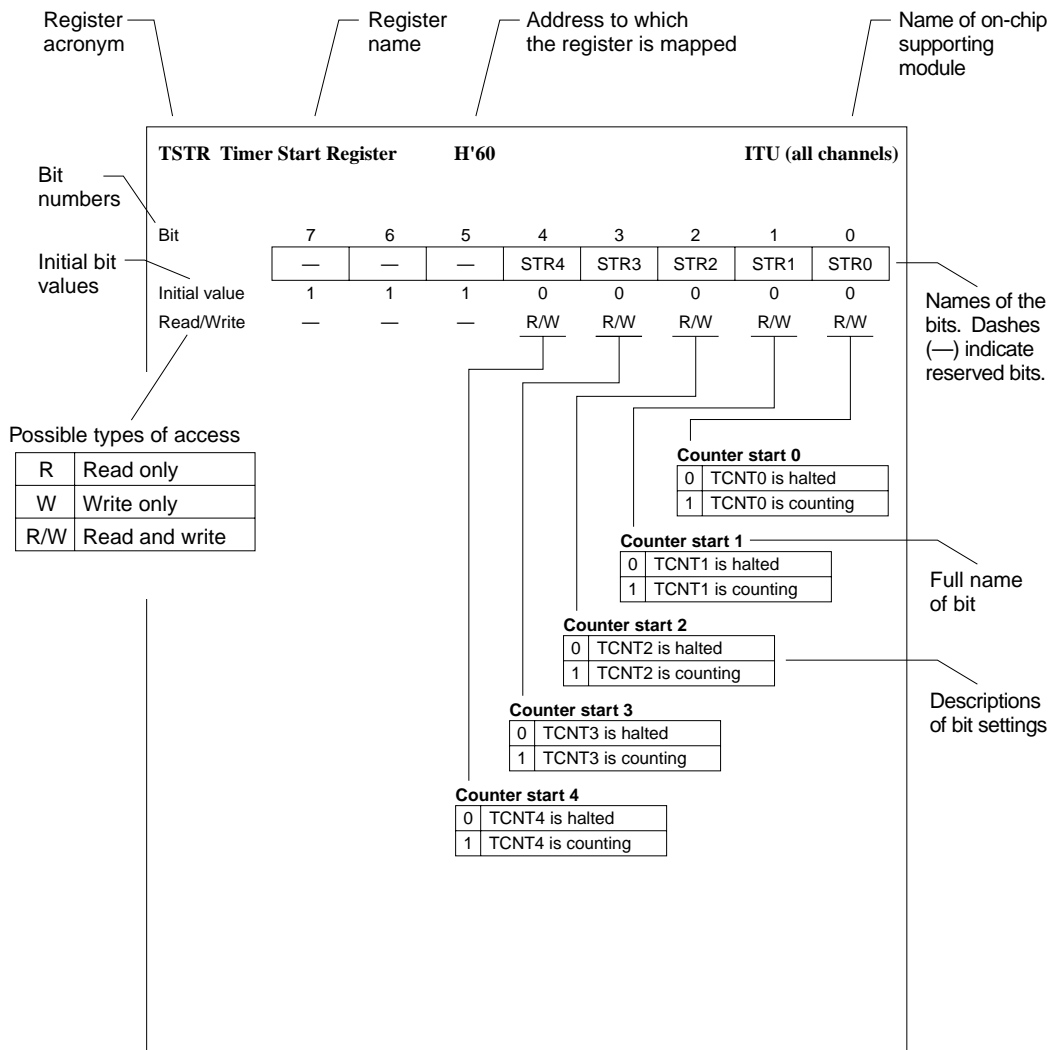 Register acronym
Register name
Address to which the register is mapped
Name of on-chip supporting module
TSTR Timer Start Register H'60 ITU (all channels)
Bit numbers
Bit 7 6 5 4 3 2 1 0
— — — STR4 STR3 STR2 STR1 STR0
Initial bit values
Initial value 1 1 1 0 0 0 0 0
Read/Write — — — R/W R/W R/W R/W R/W
Names of the bits. Dashes (—) indicate reserved bits.
Possible types of access
R Read only
W Write only
R/W Read and write
Counter start 0
0 TCNT0 is halted
1 TCNT0 is counting
Counter start 1
0 TCNT1 is halted
1 TCNT1 is counting
Full name of bit
Counter start 2
0 TCNT2 is halted
1 TCNT2 is counting
Descriptions of bit settings
Counter start 3
0 TCNT3 is halted
1 TCNT3 is counting
Counter start 4
0 TCNT4 is halted
1 TCNT4 is counting